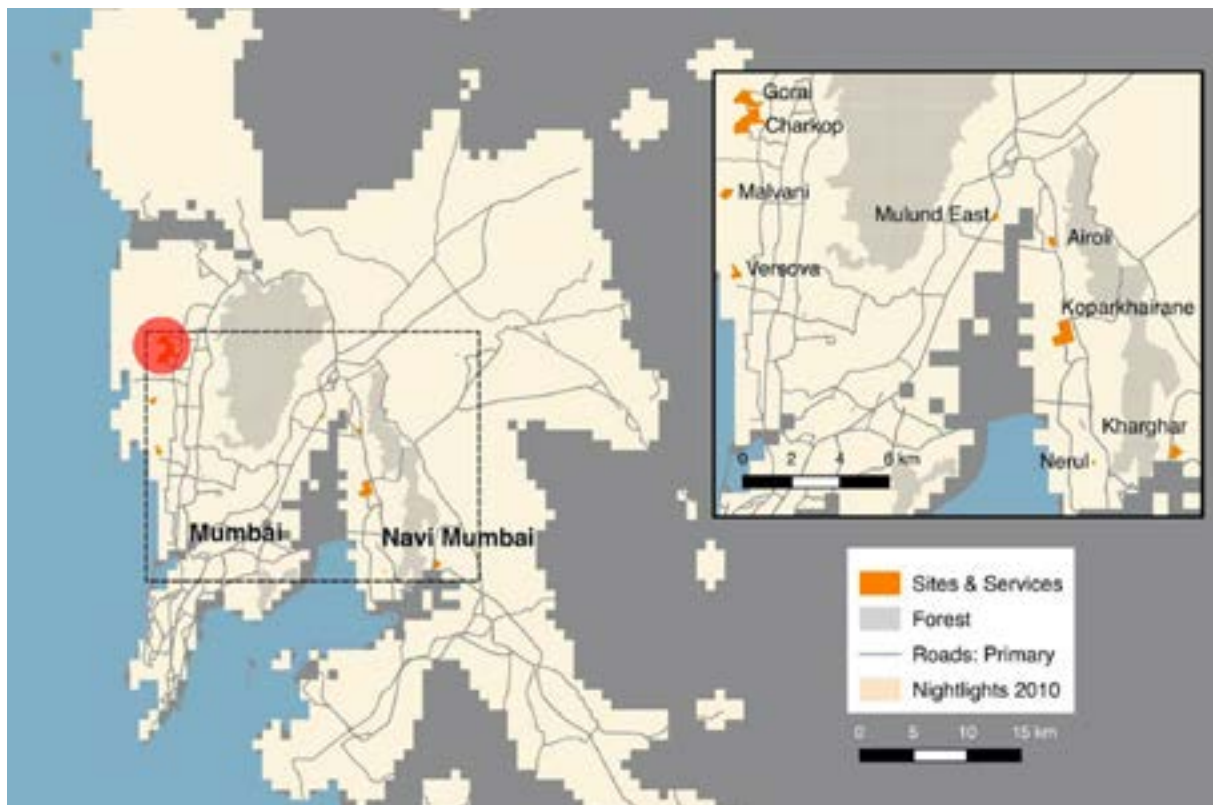 Gorai
Charkop
Malvani
Mulund East
Airoli
Versova
Koparkhairane
Kharghar
Nerul
0 2 4 6 km
Mumbai
Navi Mumbai
Sites & Services
Forest
Roads: Primary
Nightlights 2010
0 5 10 15 km